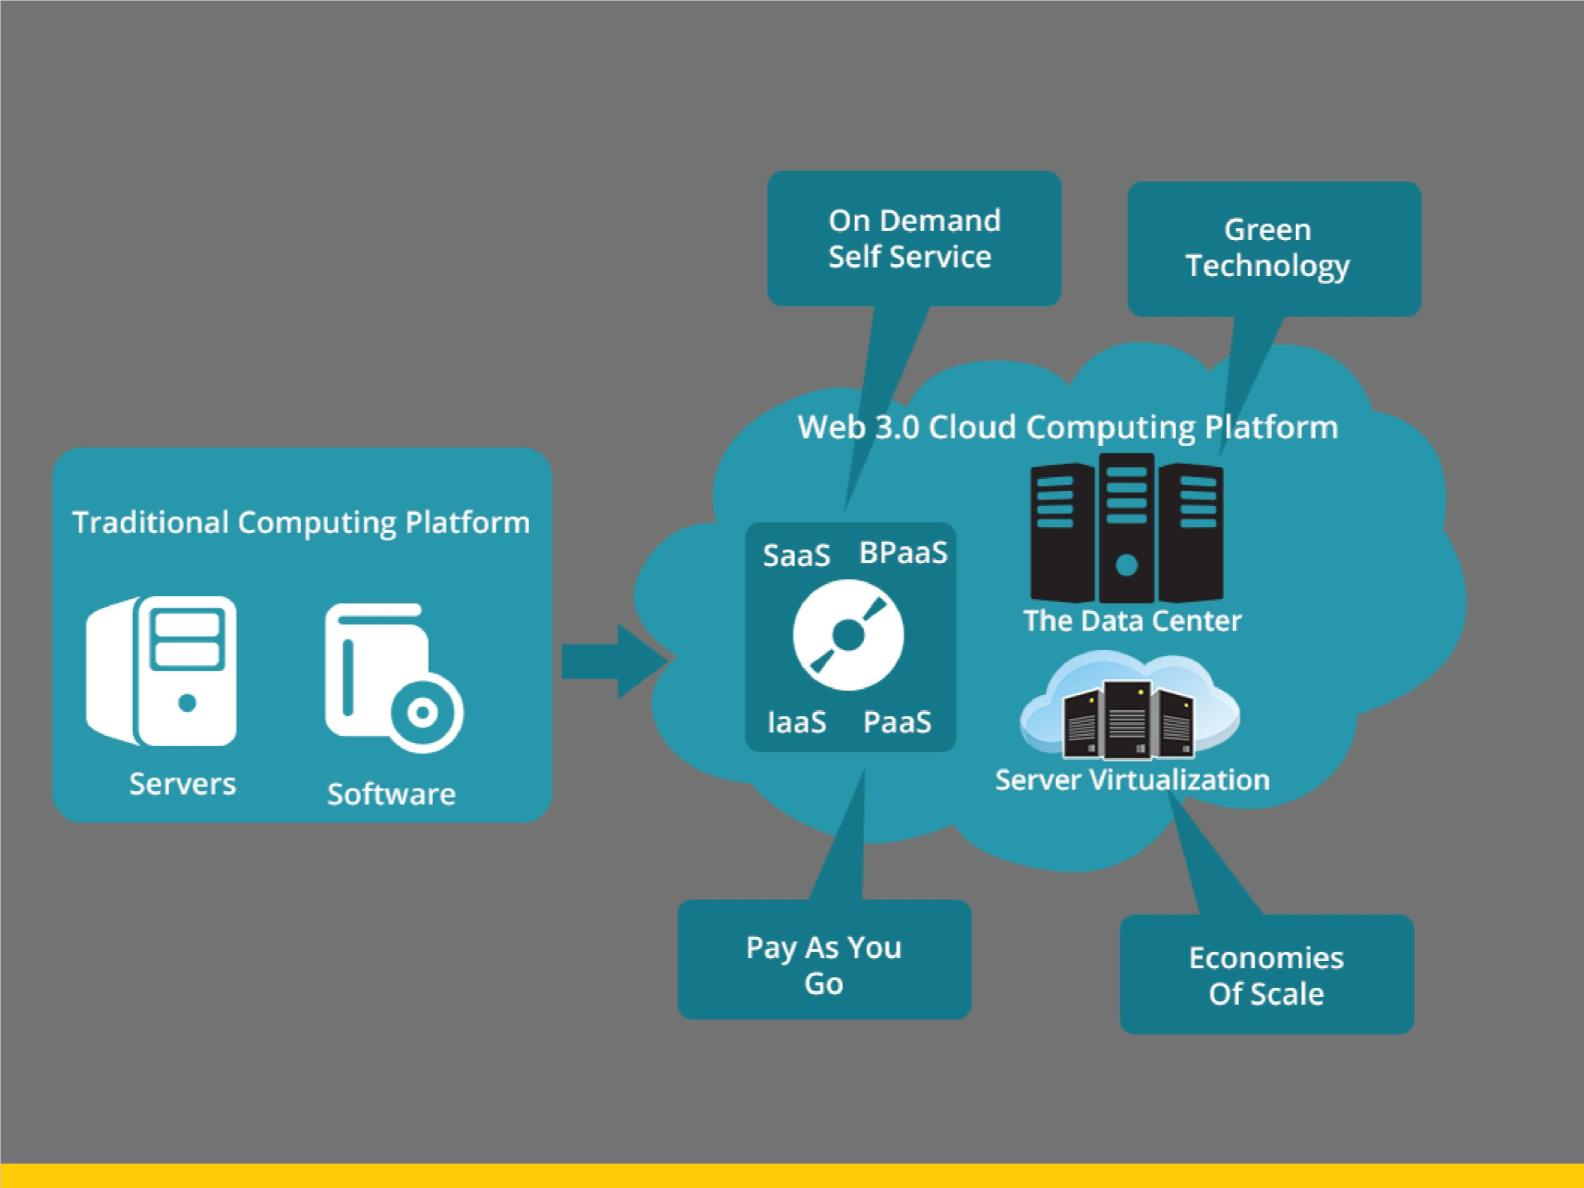 On Demand
Self Service
Green
Technology
Web 3.0 Cloud Computing Platform
Traditional Computing Platform
Servers
Software
SaaS BPaaS
IaaS PaaS
The Data Center
Server Virtualization
Pay As You
Go
Economies
Of Scale